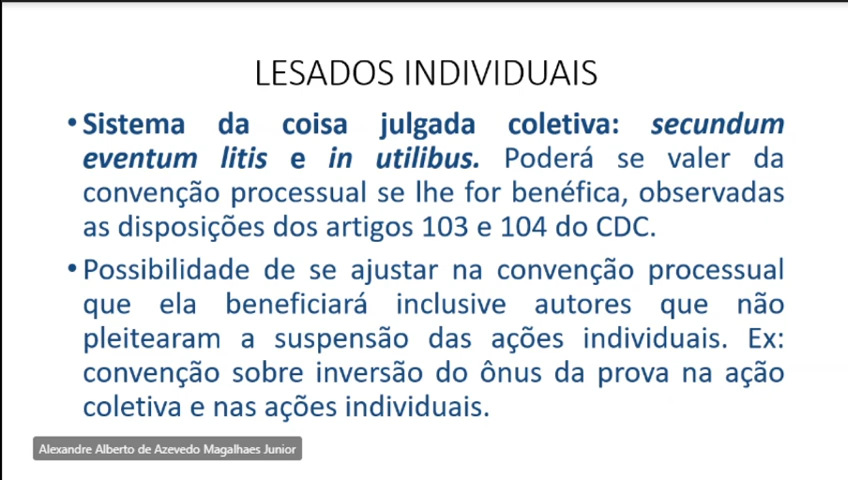 LESADOS INDIVIDUAIS
• Sistema da coisa julgada coletiva: secundum
eventum litis e in utilibus. Poderá se valer da
convenção processual se lhe for benéfica, observadas
as disposições dos artigos 103 e 104 do CDC.
• Possibilidade de se ajustar na convenção processual
que ela beneficiará inclusive autores que não
pleitearam a suspensão das ações individuais. Ex:
convenção sobre inversão do ônus da prova na ação
coletiva e nas ações individuais.
Alexandre Alberto de Azevedo Magalhaes Junior